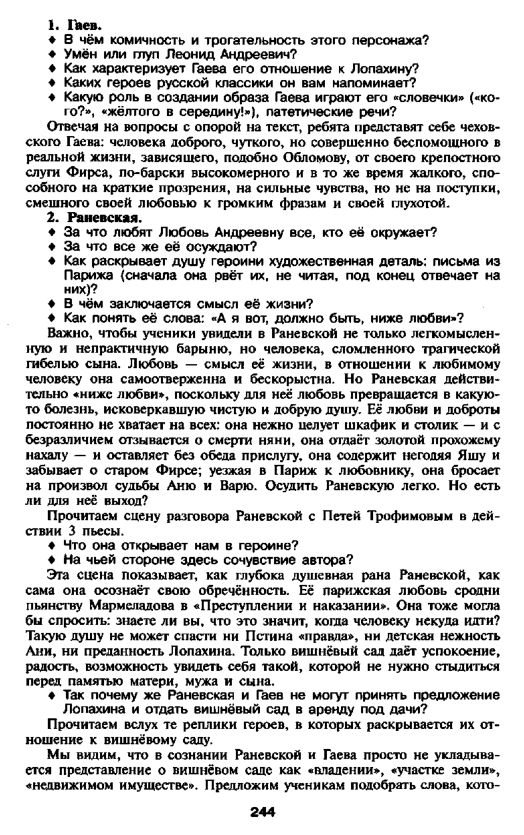 1. Гаев.
♦ В чём комичность и трогательность этого персонажа?
♦ Умён или глуп Леонид Андреевич?
♦ Как характеризует Гаева его отношение к Лопахину?
♦ Каких героев русской классики он вам напоминает?
♦ Какую роль в создании образа Гаева играют его «словечки» («ко-
го?», «жёлтого в середину!»), патетические речи?
Отвечая на вопросы с опорой на текст, ребята представят себе чехов-
ского Гаева: человека доброго, чуткого, но совершенно беспомощного в
реальной жизни, зависящего, подобно Обломову, от своего крепостного
слуги Фирса, по-барски высокомерного и в то же время жалкого, спо-
собного на краткие прозрения, на сильные чувства, но не на поступки,
смешного своей любовью к громким фразам и своей глухотой.
2. Раневская.
♦ За что любят Любовь Андреевну все, кто её окружает?
♦ За что все же её осуждают?
♦ Как раскрывает душу героини художественная деталь: письма из
Парижа (сначала она рвёт их, не читая, под конец отвечает на
них)?
♦ В чём заключается смысл её жизни?
♦ Как понять её слова: «А я вот, должно быть, ниже любви»?
Важно, чтобы ученики увидели в Раневской не только легкомыслен-
ную и непрактичную барыню, но человека, сломленного трагической
гибелью сына. Любовь — смысл её жизни, в отношении к любимому
человеку она самоотверженна и бескорыстна. Но Раневская действи-
тельно «ниже любви», поскольку для неё любовь превращается в какую-
то болезнь, исковеркавшую чистую и добрую душу. Её любви и доброты
постоянно не хватает на всех: она нежно целует шкафик и столик — и с
безразличием отзывается о смерти няни, она отдаёт золотой прохожему
нахалу — и оставляет без обеда прислугу, она содержит негодяя Яшу и
забывает о старом Фирсе; уезжая в Париж к любовнику, она бросает
на произвол судьбы Аню и Варю. Осудить Раневскую легко. Но есть
ли для неё выход?
Прочитаем сцену разговора Раневской с Петей Трофимовым в дей-
ствии 3 пьесы.
♦ Что она открывает нам в героине?
♦ На чьей стороне здесь сочувствие автора?
Эта сцена показывает, как глубока душевная рана Раневской, как
сама она осознаёт свою обречённость. Её парижская любовь сродни
пьянству Мармеладова в «Преступлении и наказании». Она тоже могла
бы спросить: знаете ли вы, что это значит, когда человеку некуда идти?
Такую душу не может спасти ни Петина «правда», ни детская нежность
Ани, ни преданность Лопахина. Только вишнёвый сад даёт успокоение,
радость, возможность увидеть себя такой, которой не нужно стыдиться
перед памятью матери, мужа и сына.
♦ Так почему же Раневская и Гаев не могут принять предложение
Лопахина и отдать вишнёвый сад в аренду под дачи?
Прочитаем вслух те реплики героев, в которых раскрывается их от-
ношение к вишнёвому саду.
Мы видим, что в сознании Раневской и Гаева просто не укладыва-
ется представление о вишнёвом саде как «владении», «участке земли»,
«недвижимом имуществе». Предложим ученикам подобрать слова, кото-
244